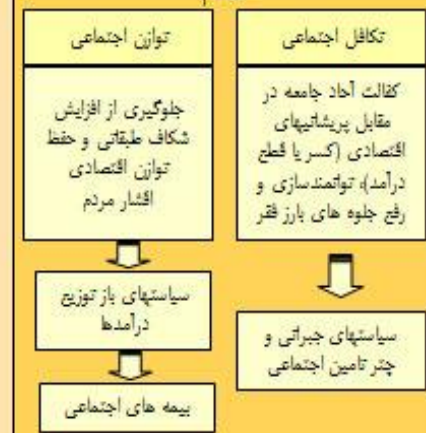 تکافل اجتماعی
کفالت آحاد جامعه در
مقابل پریشانیهای
اقتصادی (کسر یا قطع
درآمد)، توانمندسازی و
رفع جلوه های بارز فقر
سیاستهای جبرانی و
چتر تامین اجتماعی
توازن اجتماعی
جلوگیری از افزایش
شکاف طبقاتی و حفظ
توازن اقتصادی
اقشار مردم
سیاستهای باز توزیع
درآمدها
بیمه های اجتماعی